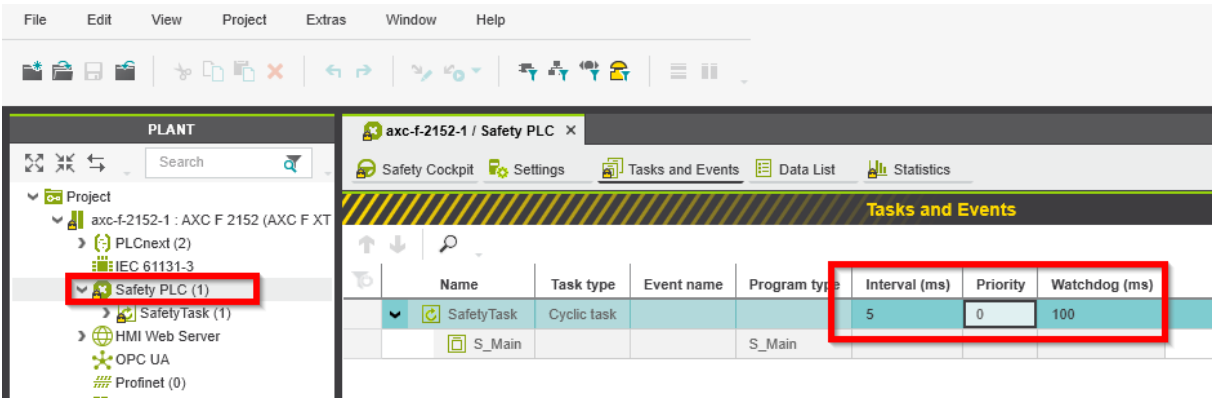 File Edit View Project Extras Window Help
PLANT
Search
Project
axc-f-2152-1 : AXC F 2152 (AXC F XT
PLCnext (2)
IEC 61131-3
Safety PLC (1)
SafetyTask (1)
HMI Web Server
OPC UA
Profinet (0)
axc-f-2152-1 / Safety PLC
Safety Cockpit Settings Tasks and Events Data List Statistics
Tasks and Events
Name Task type Event name Program type Interval (ms) Priority Watchdog (ms)
SafetyTask Cyclic task 5 0 100
S_Main S_Main